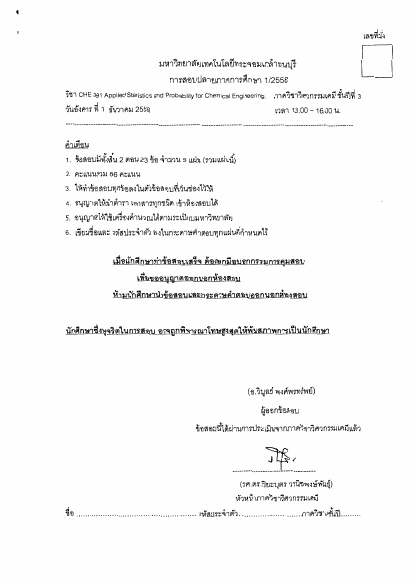 เลขที่นั่ง
มหาวิทยาลัยเทคโนโลยีพระจอมเกล้าธนบุรี
การสอบปลายภาคการศึกษา 1/2558
วิชา CHE 391 Applied Statistics and Probability for Chemical Engineering, ภาควิชาวิศวกรรมเคมี ชั้นปีที่ 3
วันอังคาร ที่ 1 ธันวาคม 2558 เวลา 13.00 – 16.00 น.
คำเตือน
1. ข้อสอบมีทั้งสิ้น 2 ตอน 23 ข้อ จำนวน 9 แผ่น (รวมแผ่นนี้)
2. คะแนนรวม 86 คะแนน
3. ให้ทำข้อสอบทุกข้อลงในตัวข้อสอบที่เว้นช่องไว้ให้
4. อนุญาตให้นำตำรา เอกสารทุกชนิด เข้าห้องสอบได้
5. อนุญาตให้ใช้เครื่องคำนวณได้ตามระเบียบมหาวิทยาลัย
6. เขียนชื่อและ รหัสประจำตัว ลงในกระดาษคำตอบทุกแผ่นที่กำหนดไว้
เมื่อนักศึกษาทำข้อสอบเสร็จ ต้องยกมือบอกกรรมการคุมสอบ
เพื่อขออนุญาตออกนอกห้องสอบ
ห้ามนักศึกษานำข้อสอบและกระดาษคำตอบออกนอกห้องสอบ
นักศึกษาซึ่งทุจริตในการสอบ อาจถูกพิจารณาโทษสูงสุดให้พ้นสภาพการเป็นนักศึกษา
(อ.วิบูลย์ พงศ์พรทรัพย์)
ผู้ออกข้อสอบ
ข้อสอบนี้ได้ผ่านการประเมินจากภาควิชาวิศวกรรมเคมีแล้ว
(รศ.ดร.ปิยะบุตร วานิชพงษ์พันธุ์)
หัวหน้าภาควิชาวิศวกรรมเคมี
ชื่อ ........................ รหัสประจำตัว........................ภาควิชา/ชั้นปี........